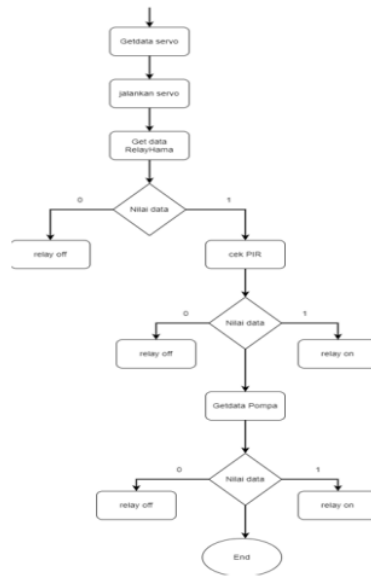 Getdata servo
jalankan servo
Get data
RelayHama
0
Nilai data
1
relay off
cek PIR
0
Nilai data
1
relay off
relay on
Getdata Pompa
0
Nilai data
1
relay off
relay on
End